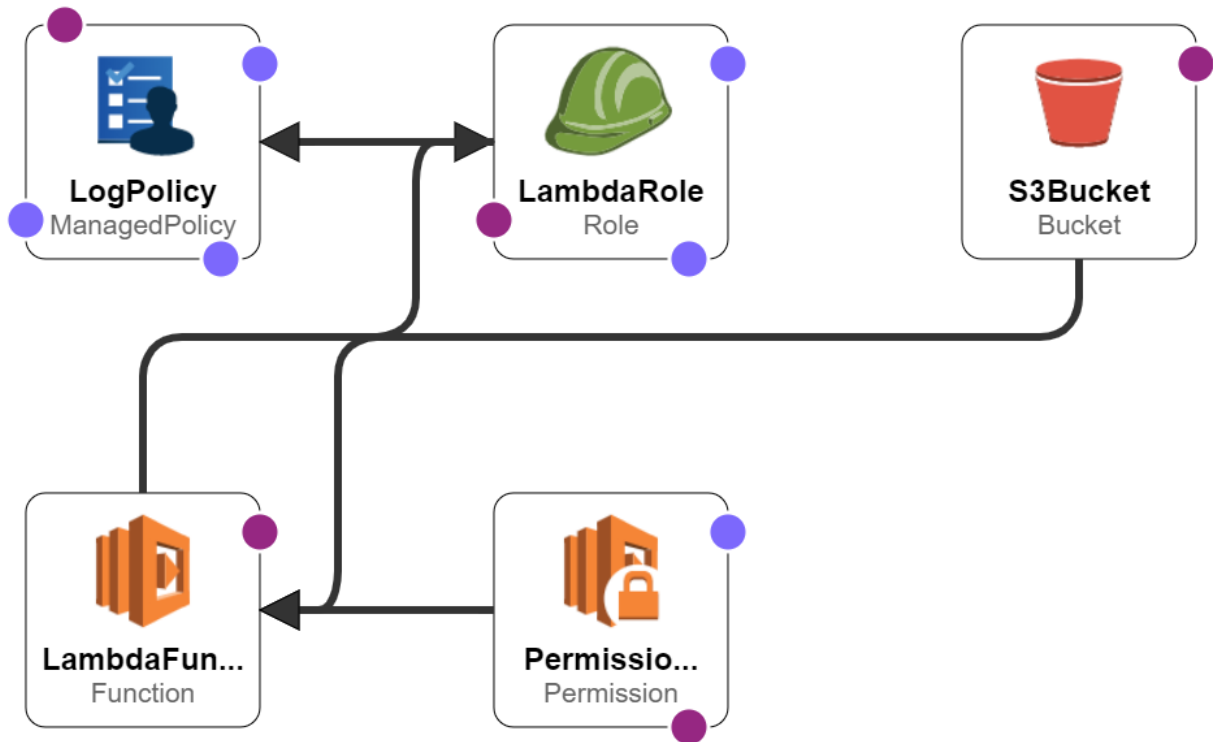 LogPolicy
ManagedPolicy
LambdaRole
Role
S3Bucket
Bucket
LambdaFun...
Function
Permissio...
Permission